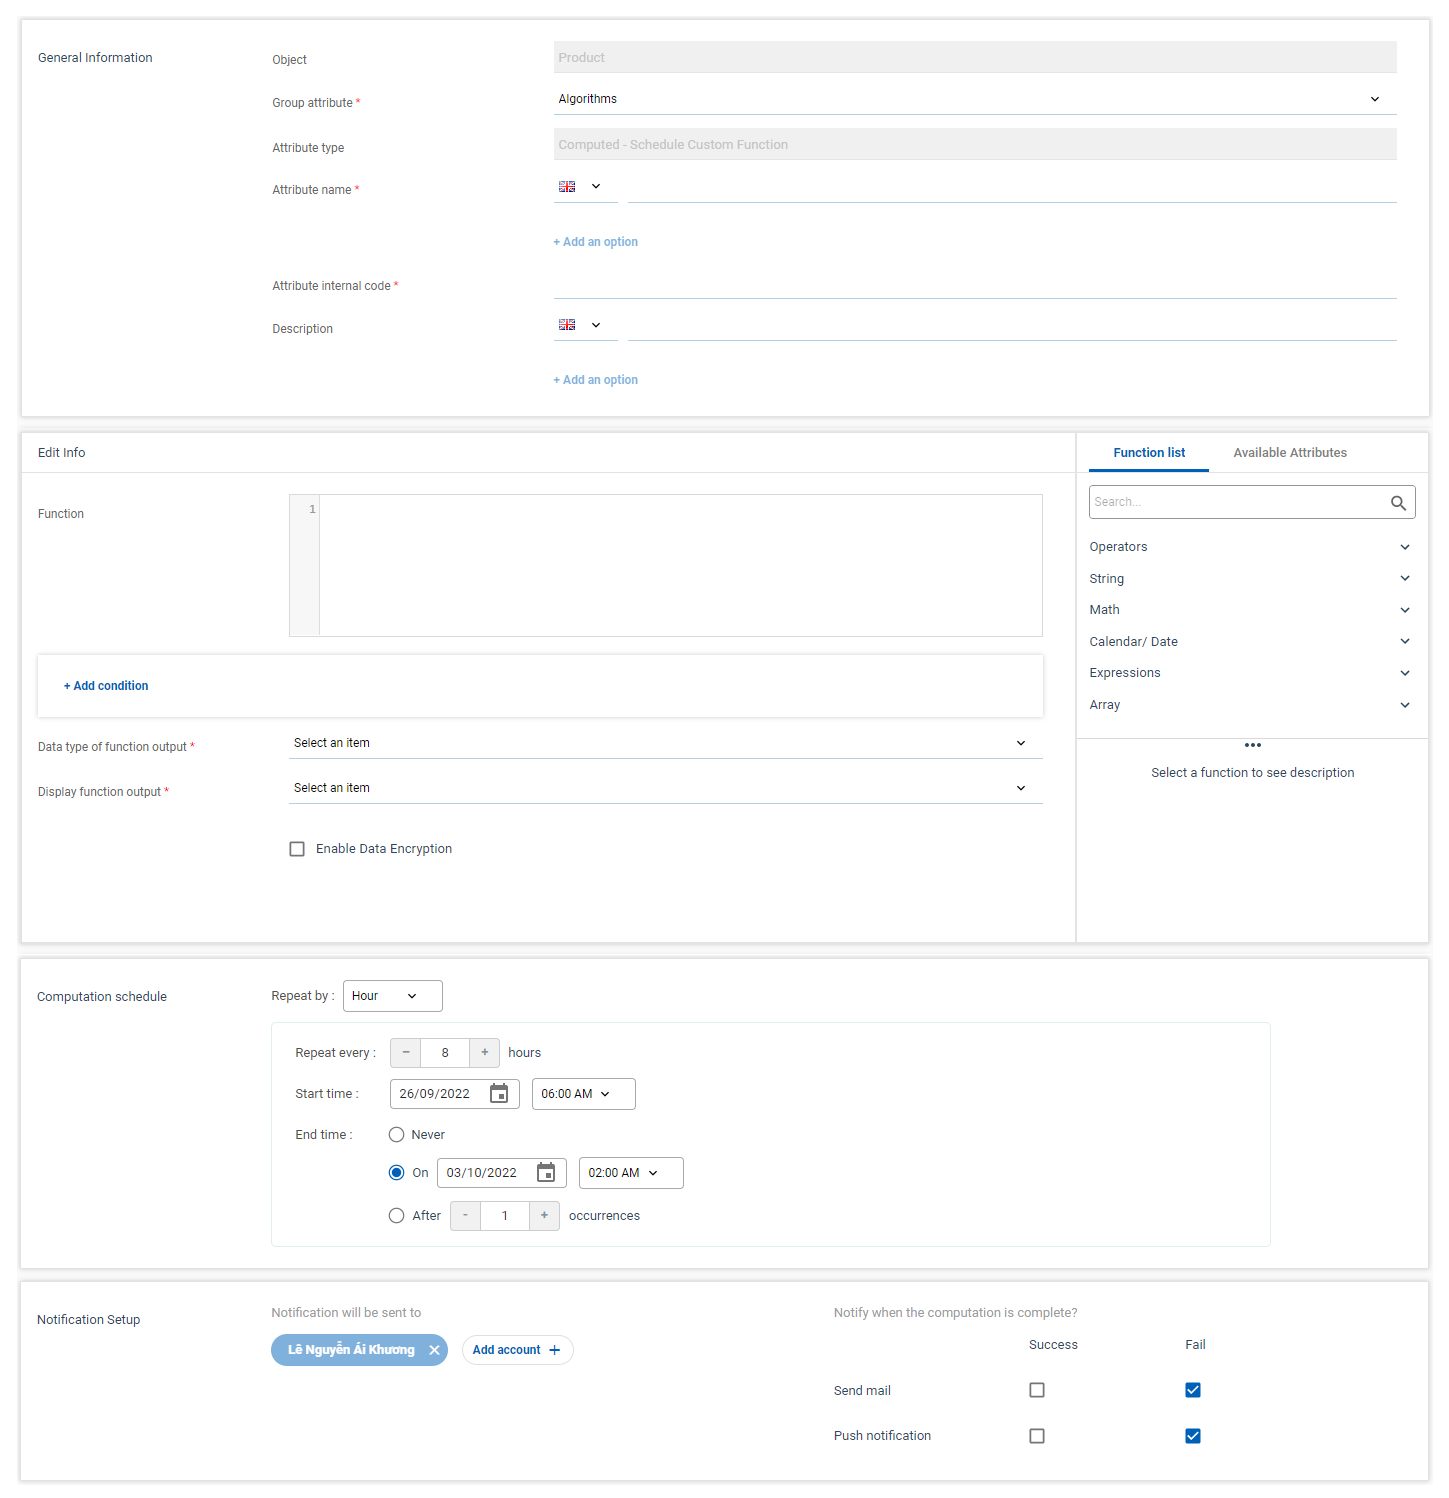 General Information
Object
Product
Group attribute *
Algorithms
Attribute type
Computed - Schedule Custom Function
Attribute name *
+ Add an option
Attribute internal code *
Description
+ Add an option
Edit Info
Function
1
+ Add condition
Data type of function output *
Select an item
Display function output *
Select an item
Enable Data Encryption
Function list
Available Attributes
Search...
Operators
String
Math
Calendar/ Date
Expressions
Array
Select a function to see description
Computation schedule
Repeat by :
Hour
Repeat every :
− 8 + hours
Start time :
26/09/2022
06:00 AM
End time :
Never
On
03/10/2022
02:00 AM
After
- 1 + occurrences
Notification Setup
Notification will be sent to
Lê Nguyễn Ái Khương
Add account +
Notify when the computation is complete?
Success
Fail
Send mail
Push notification